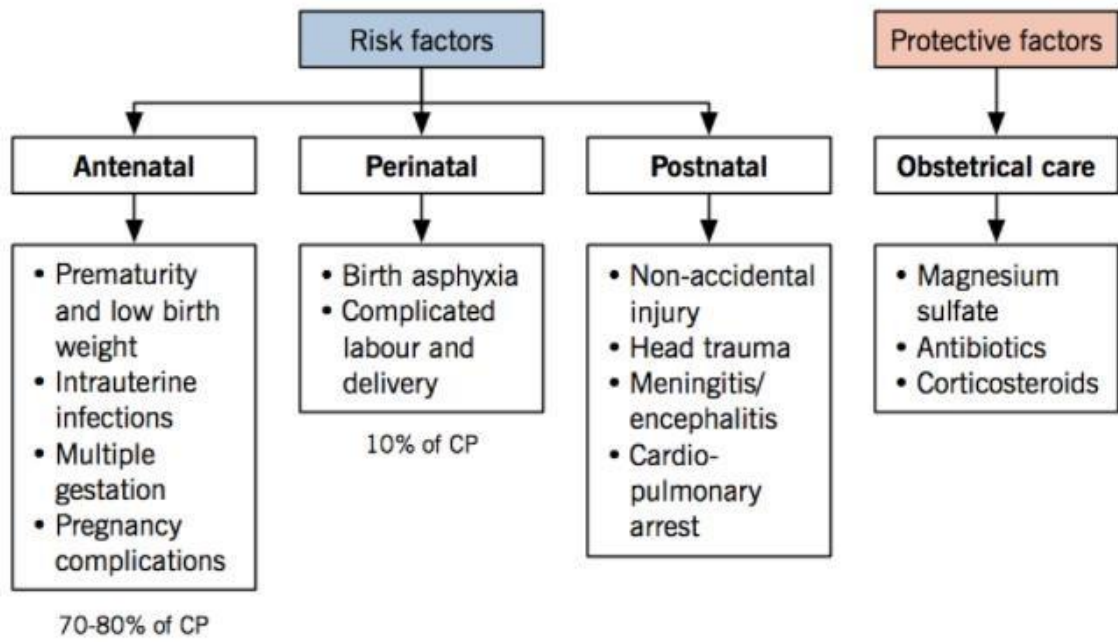 Risk factors
Protective factors
Antenatal
Perinatal
Postnatal
Obstetrical care
• Prematurity
and low birth
weight
• Intrauterine
infections
• Multiple
gestation
• Pregnancy
complications
70-80% of CP
• Birth asphyxia
• Complicated
labour and
delivery
10% of CP
• Non-accidental
injury
• Head trauma
• Meningitis/
encephalitis
• Cardio-
pulmonary
arrest
• Magnesium
sulfate
• Antibiotics
• Corticosteroids